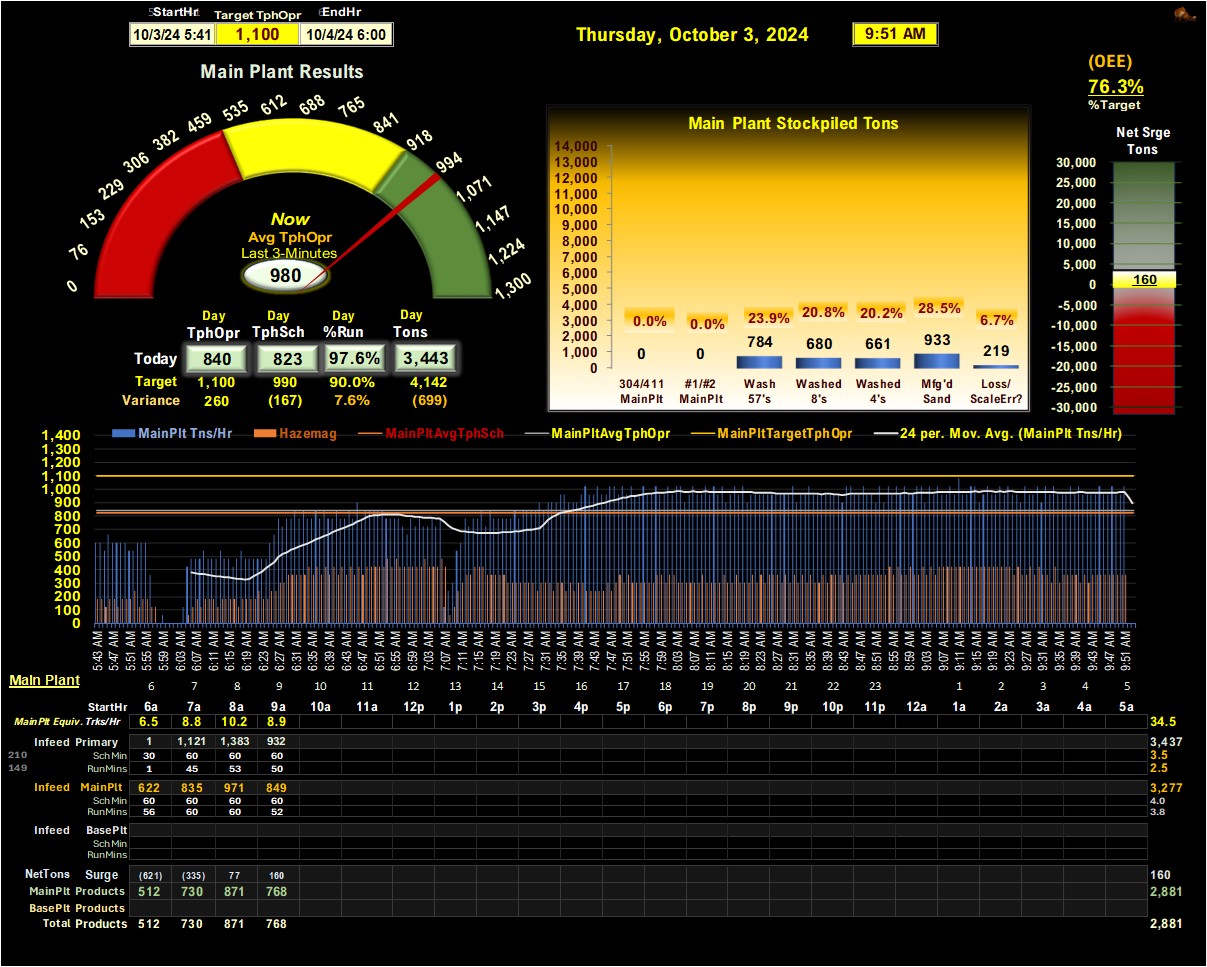 StartHr Target TphOpr EndHr
10/3/24 5:41 1,100 10/4/24 6:00
Thursday, October 3, 2024 9:51 AM
(OEE)
76.3%
%Target
Main Plant Results
0 76 153 229 306 382 459 535 612 688 765 841 918 994 1,071 1,147 1,224 1,300
Now
Avg TphOpr
Last 3-Minutes
980
Day Day Day Day
TphOpr TphSch %Run Tons
Today 840 823 97.6% 3,443
Target 1,100 990 90.0% 4,142
Variance 260 (167) 7.6% (699)
Main Plant Stockpiled Tons
14,000
13,000
12,000
11,000
10,000
9,000
8,000
7,000
6,000
5,000
4,000
3,000
2,000
1,000
0
0.0% 0.0% 23.9% 20.8% 20.2% 28.5% 6.7%
0 0 784 680 661 933 219
304/411 #1/#2 Wash Washed Washed Mfg'd Loss/
MainPlt MainPlt 57's 8's 4's Sand ScaleErr?
Net Srge
Tons
30,000
25,000
20,000
15,000
10,000
5,000
0
-5,000
-10,000
-15,000
-20,000
-25,000
-30,000
160
MainPlt Tns/Hr Hazemag MainPltAvgTphSch MainPltAvgTphOpr MainPltTargetTphOpr 24 per. Mov. Avg. (MainPlt Tns/Hr)
1,400
1,300
1,200
1,100
1,000
900
800
700
600
500
400
300
200
100
0
5:43 AM 5:47 AM 5:51 AM 5:55 AM 5:59 AM 6:03 AM 6:07 AM 6:11 AM 6:15 AM 6:19 AM 6:23 AM 6:27 AM 6:35 AM 6:39 AM 6:43 AM 6:47 AM 6:51 AM 6:55 AM 6:59 AM 7:03 AM 7:07 AM 7:11 AM 7:15 AM 7:19 AM 7:23 AM 7:27 AM 7:31 AM 7:35 AM 7:39 AM 7:43 AM 7:47 AM 7:51 AM 7:55 AM 7:59 AM 8:03 AM 8:07 AM 8:11 AM 8:15 AM 8:19 AM 8:23 AM 8:27 AM 8:31 AM 8:35 AM 8:39 AM 8:43 AM 8:47 AM 8:51 AM 8:55 AM 8:59 AM 9:03 AM 9:07 AM 9:11 AM 9:15 AM 9:19 AM 9:23 AM 9:27 AM 9:31 AM 9:35 AM 9:39 AM 9:43 AM 9:47 AM 9:51 AM
Main Plant
6 7 8 9 10 11 12 13 14 15 16 17 18 19 20 21 22 23 1 2 3 4 5
StartHr 6a 7a 8a 9a 10a 11a 12p 1p 2p 3p 4p 5p 6p 7p 8p 9p 10p 11p 12a 1a 2a 3a 4a 5a
MainPlt Equiv. Trks/Hr 6.5 8.8 10.2 8.9 34.5
Infeed Primary 1 1,121 1,383 932 3,437
210 SchMin 30 60 60 60 3.5
149 RunMins 1 45 53 50 2.5
Infeed MainPlt 622 835 971 849 3,277
SchMin 60 60 60 60 4.0
RunMins 56 60 60 52 3.8
Infeed BasePlt
SchMin
RunMins
NetTons Surge (621) (335) 77 160 160
MainPlt Products 512 730 871 768 2,881
BasePlt Products
Total Products 512 730 871 768 2,881